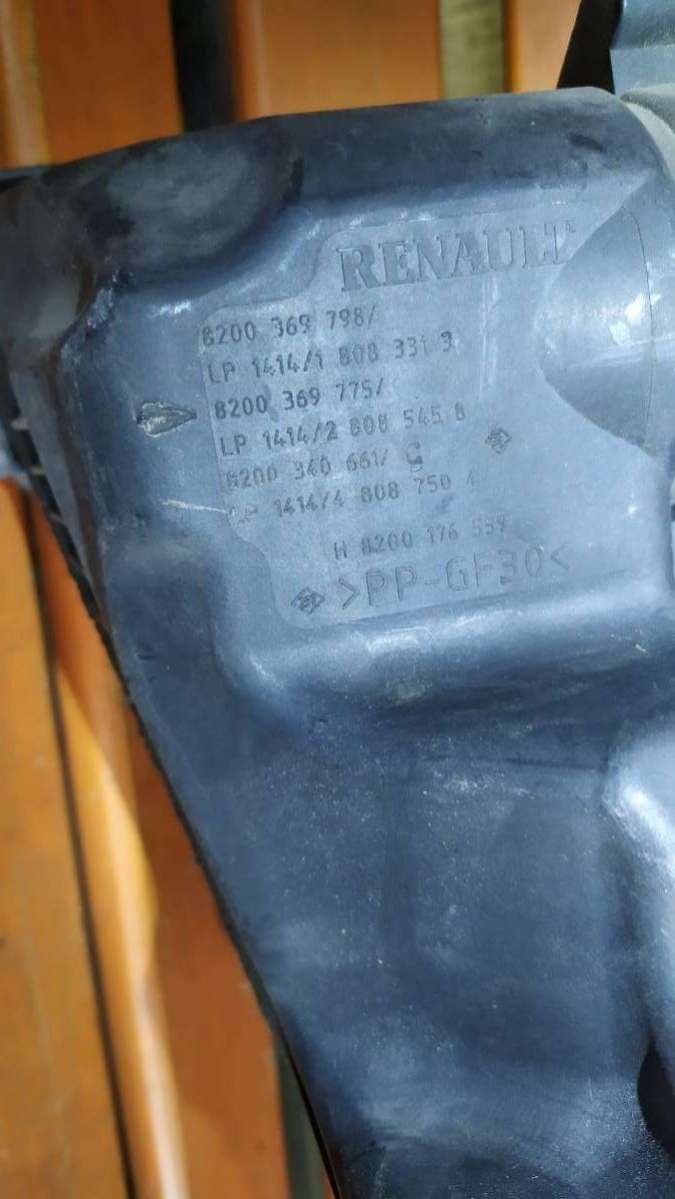 RENAULT
8200 369 798/
LP 1414/1 808 331 3
8200 369 775/
LP 1414/2 808 545 8
8200 340 661/ G
LP 1414/4 808 750 4
H 8200 176 559
>PP-GF30<